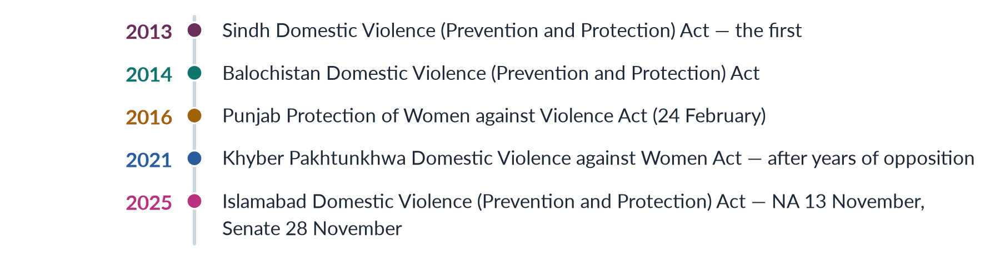 2013 Sindh Domestic Violence (Prevention and Protection) Act — the first
2014 Balochistan Domestic Violence (Prevention and Protection) Act
2016 Punjab Protection of Women against Violence Act (24 February)
2021 Khyber Pakhtunkhwa Domestic Violence against Women Act — after years of opposition
2025 Islamabad Domestic Violence (Prevention and Protection) Act — NA 13 November,
Senate 28 November